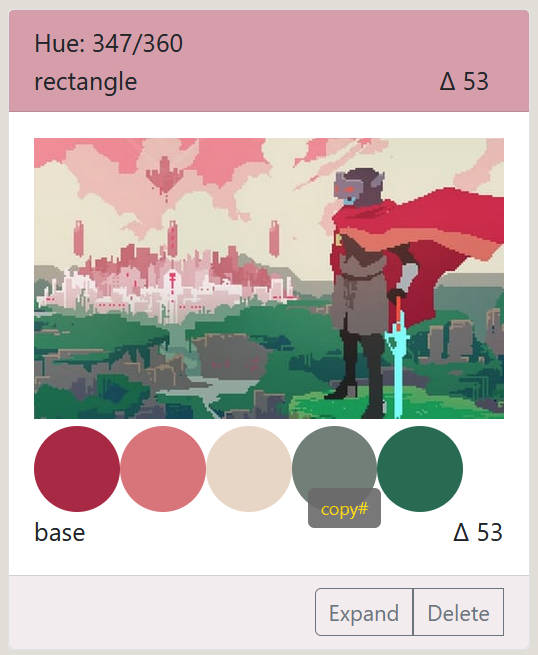 Hue: 347/360
rectangle Δ 53
copy#
base Δ 53
Expand Delete